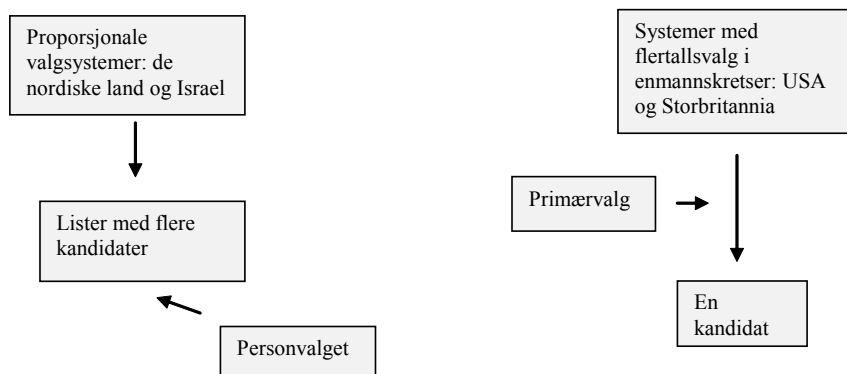 Proporsjonale
valgsystemer: de
nordiske land og Israel
Systemer med
flertallsvalg i
enmannskretser: USA
og Storbritannia
Primærvalg
Lister med flere
kandidater
En
kandidat
Personvalget